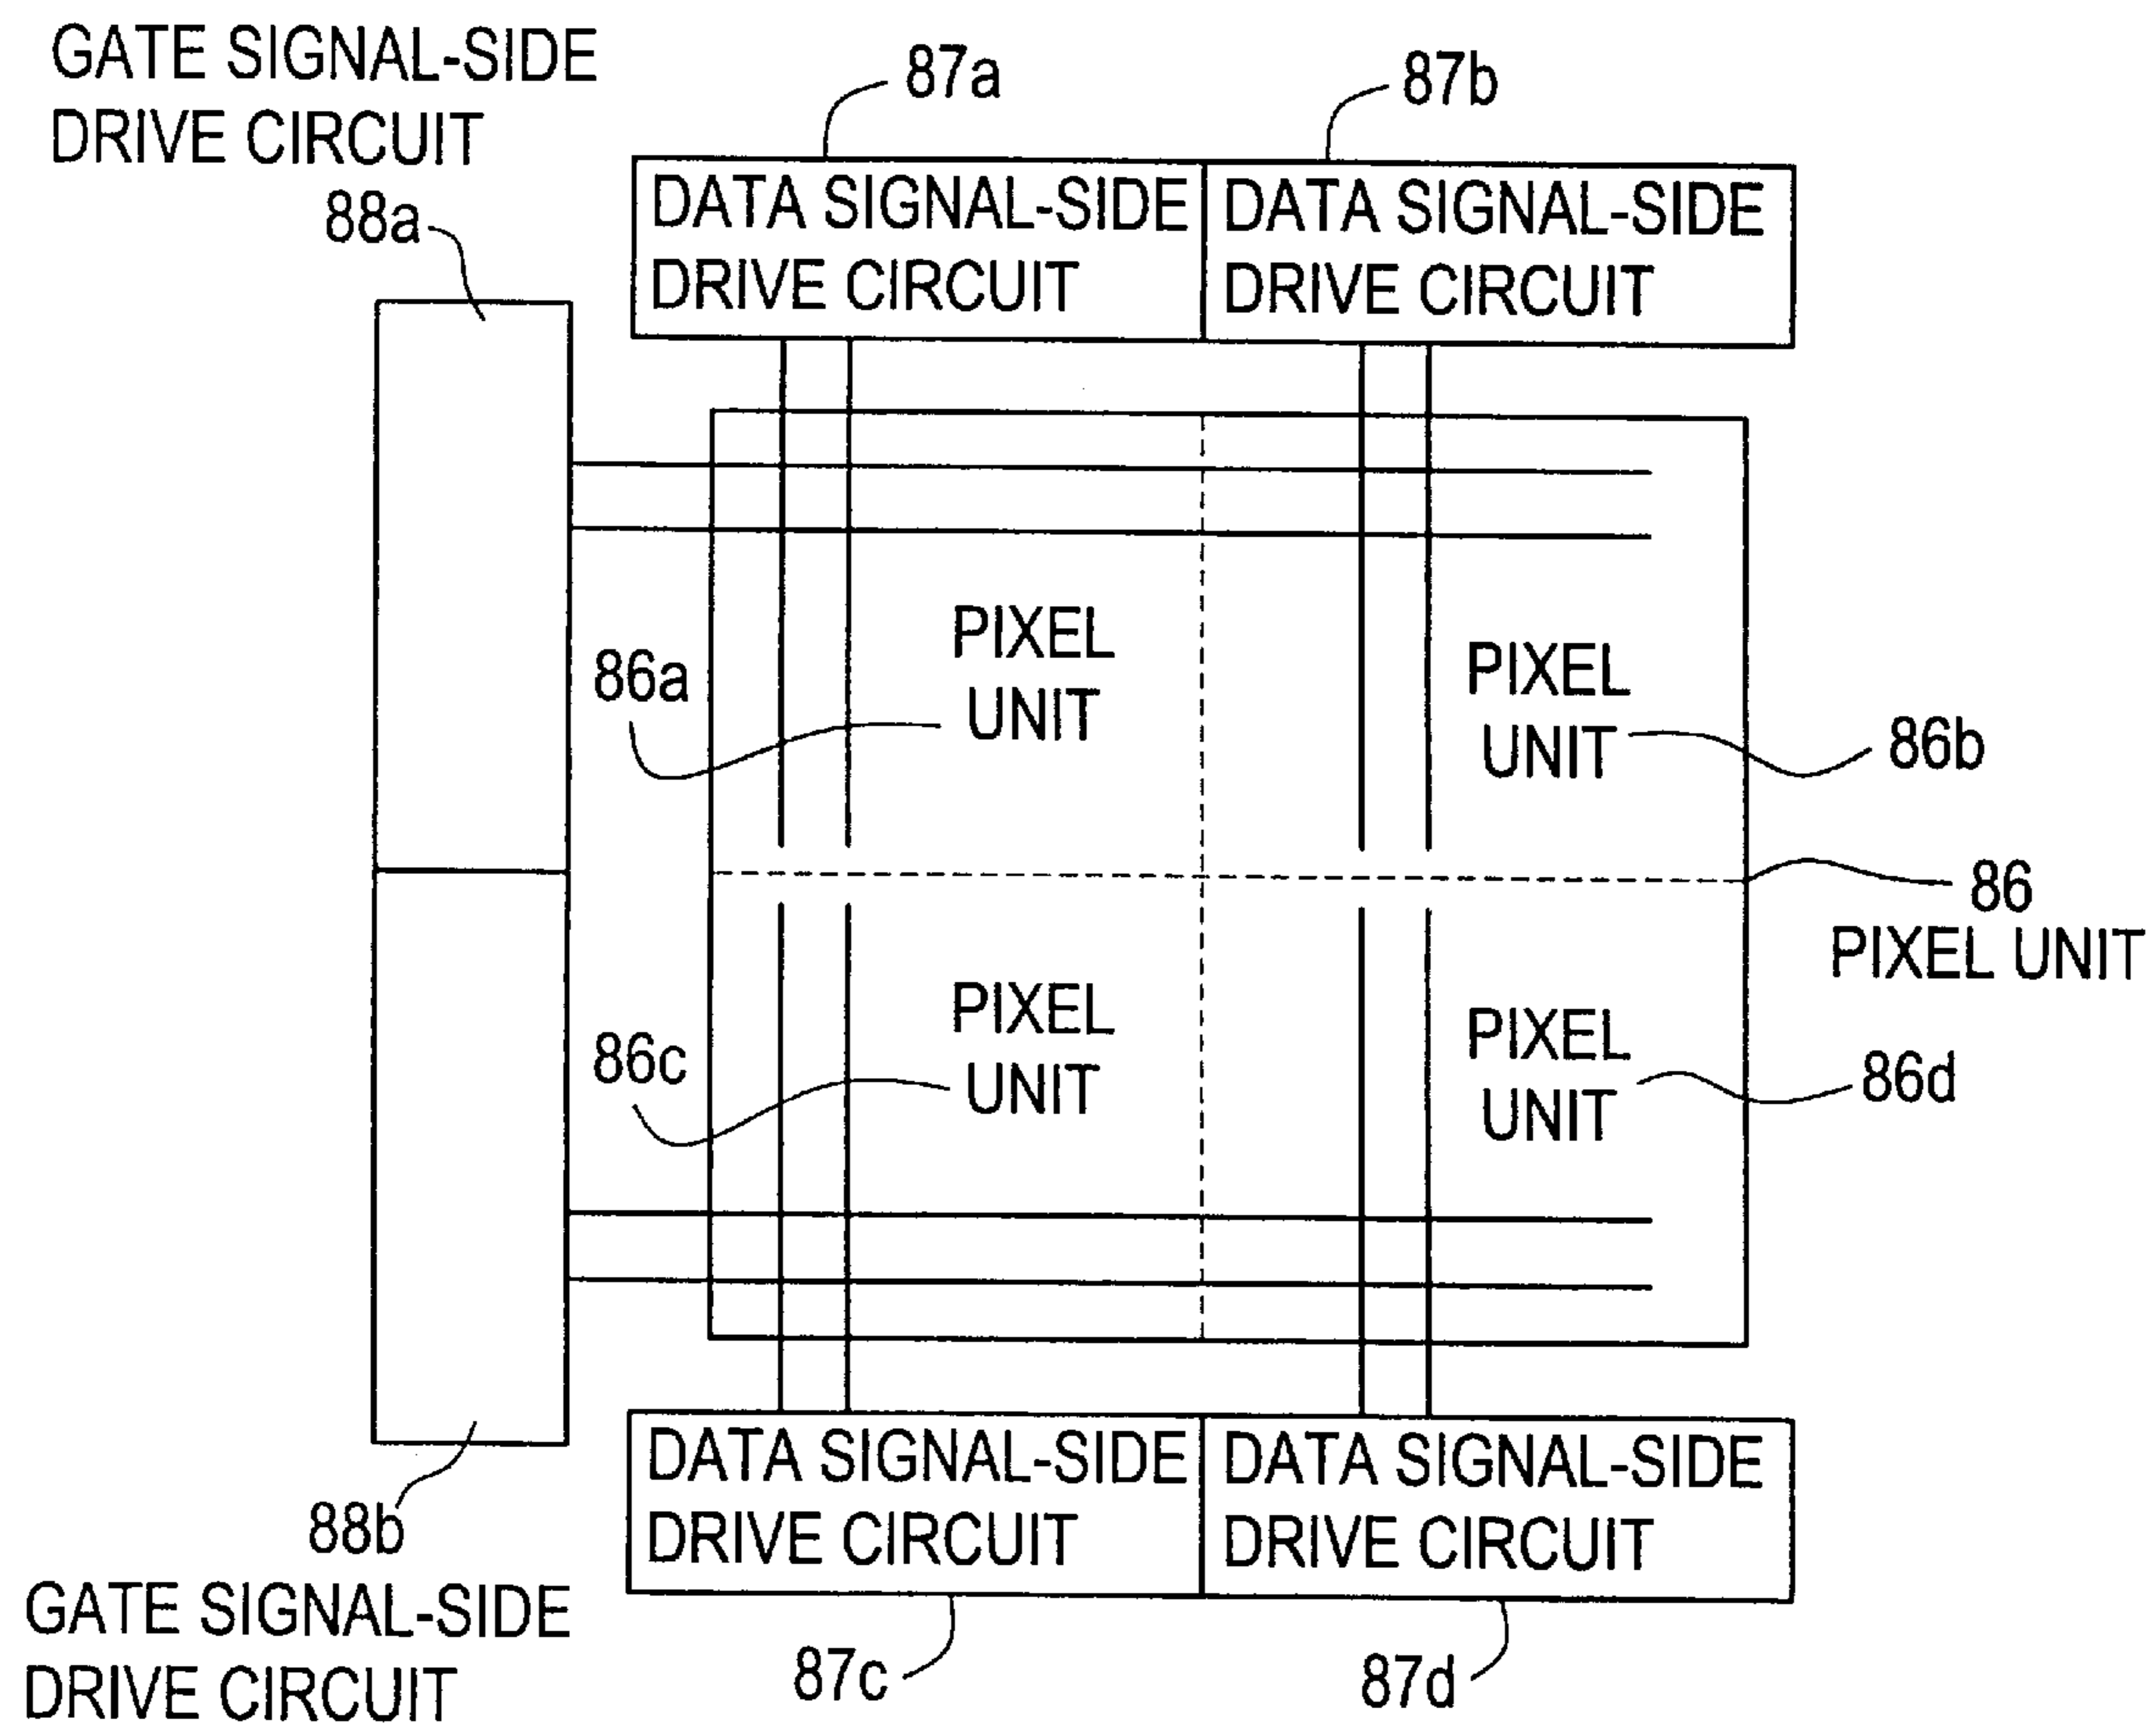 GATE SIGNAL-SIDE
DRIVE CIRCUIT
88a
87a
87b
DATA SIGNAL-SIDE
DRIVE CIRCUIT
DATA SIGNAL-SIDE
DRIVE CIRCUIT
86a
PIXEL
UNIT
PIXEL
UNIT
86b
86
PIXEL UNIT
86c
PIXEL
UNIT
PIXEL
UNIT
86d
DATA SIGNAL-SIDE
DRIVE CIRCUIT
DATA SIGNAL-SIDE
DRIVE CIRCUIT
88b
GATE SIGNAL-SIDE
DRIVE CIRCUIT
87c
87d